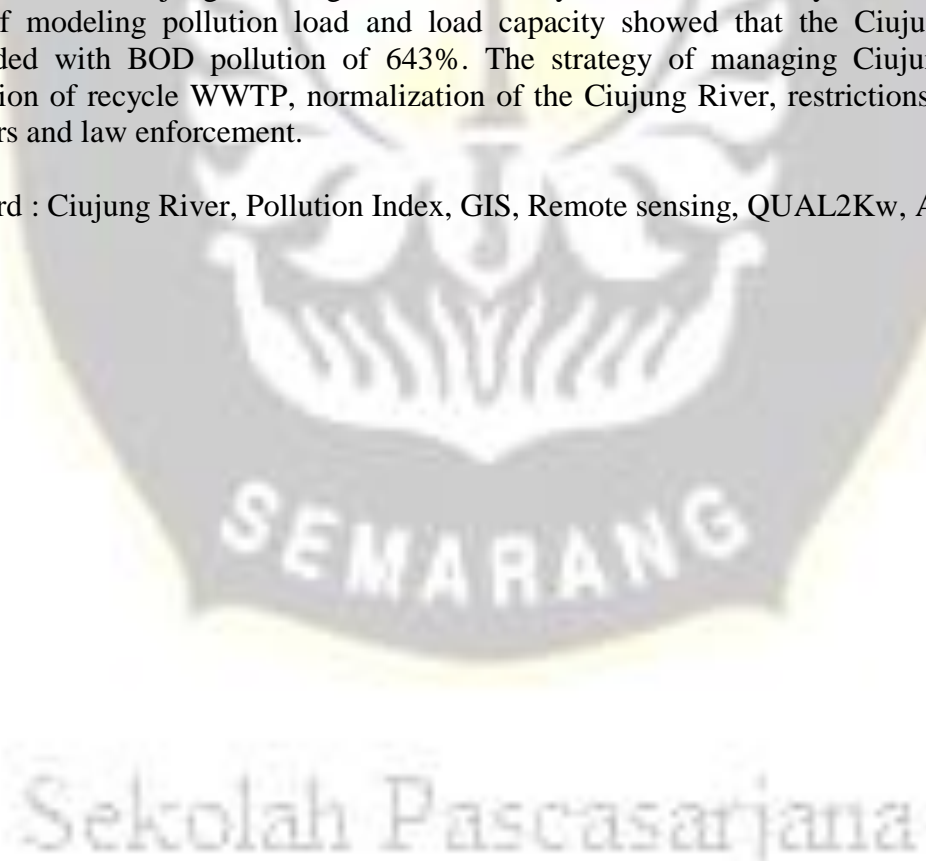 f modeling pollution load and load capacity showed that the Ciuju
ded with BOD pollution of 643%. The strategy of managing Ciuju
ion of recycle WWTP, normalization of the Ciujung River, restrictions
rs and law enforcement.
rd : Ciujung River, Pollution Index, GIS, Remote sensing, QUAL2Kw, A
SEMARANG
Sekolah Pascasarjana